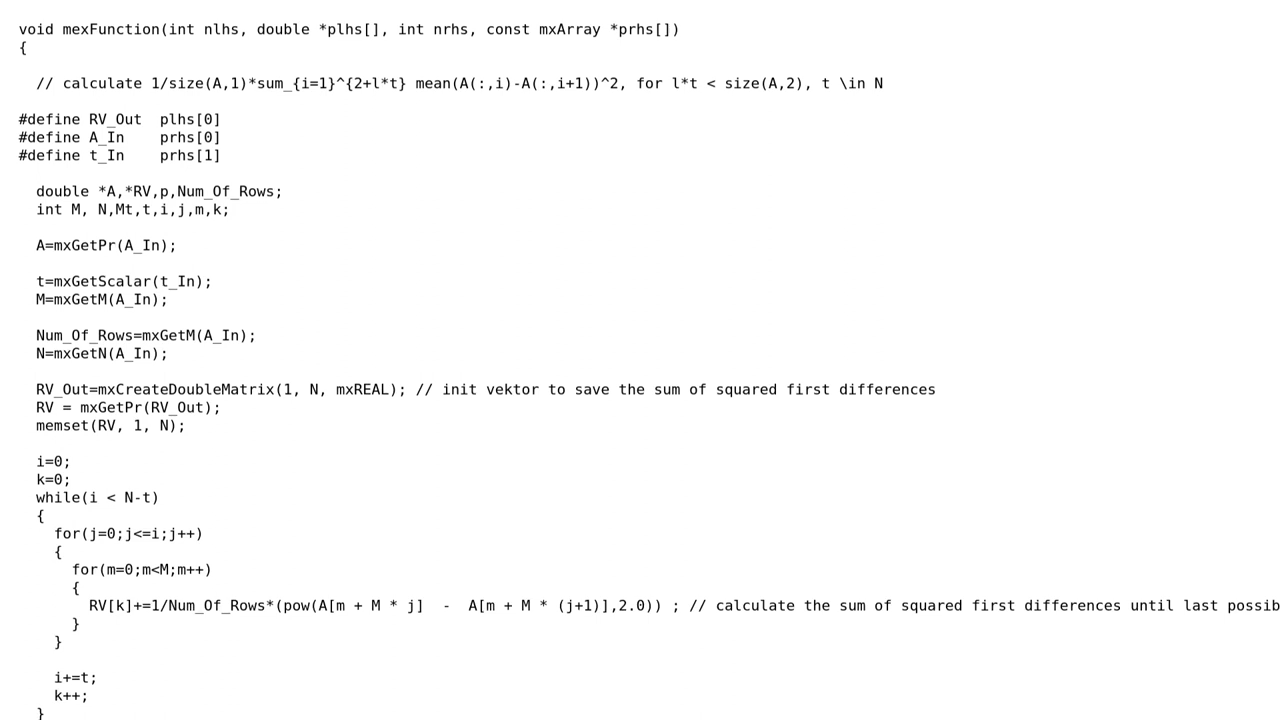 void mexFunction(int nlhs, double *plhs[], int nrhs, const mxArray *prhs[])
{
// calculate 1/size(A,1)*sum_{i=1}^{2+l*t} mean(A(:,i)-A(:,i+1))^2, for l*t < size(A,2), t \in N
#define RV_Out  plhs[0]
#define A_In    prhs[0]
#define t_In    prhs[1]
double *A,*RV,p,Num_Of_Rows;
int M, N,Mt,t,i,j,m,k;
A=mxGetPr(A_In);
t=mxGetScalar(t_In);
M=mxGetM(A_In);
Num_Of_Rows=mxGetM(A_In);
N=mxGetN(A_In);
RV_Out=mxCreateDoubleMatrix(1, N, mxREAL); // init vektor to save the sum of squared first differences
RV = mxGetPr(RV_Out);
memset(RV, 1, N);
i=0;
k=0;
while(i < N-t)
{
for(j=0;j<=i;j++)
{
for(m=0;m<M;m++)
{
RV[k]+=1/Num_Of_Rows*(pow(A[m + M * j]  -  A[m + M * (j+1)],2.0)) ; // calculate the sum of squared first differences until last possib
}
}
i+=t;
k++;
}